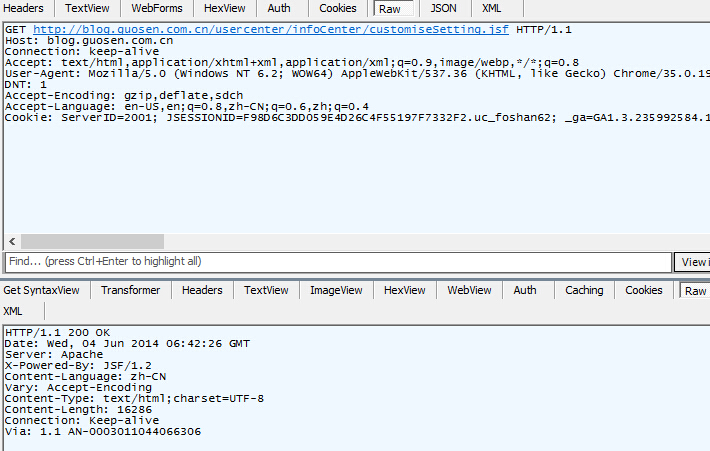 Headers TextView WebForms HexView Auth Cookies Raw JSON XML
GET http://blog.guosen.com.cn/usercenter/infoCenter/customiseSetting.jsf HTTP/1.1
Host: blog.guosen.com.cn
Connection: keep-alive
Accept: text/html,application/xhtml+xml,application/xml;q=0.9,image/webp,*/*;q=0.8
User-Agent: Mozilla/5.0 (Windows NT 6.2; WOW64) AppleWebKit/537.36 (KHTML, like Gecko) Chrome/35.0.19
DNT: 1
Accept-Encoding: gzip,deflate,sdch
Accept-Language: en-US,en;q=0.8,zh-CN;q=0.6,zh;q=0.4
Cookie: ServerID=2001; JSESSIONID=F98D6C3DD059E4D26C4F55197F7332F2.uc_foshan62; _ga=GA1.3.235992584.1
Find... (press Ctrl+Enter to highlight all) View i
Get SyntaxView Transformer Headers TextView ImageView HexView WebView Auth Caching Cookies Raw
XML
HTTP/1.1 200 OK
Date: Wed, 04 Jun 2014 06:42:26 GMT
Server: Apache
X-Powered-By: JSF/1.2
Content-Language: zh-CN
Vary: Accept-Encoding
Content-Type: text/html;charset=UTF-8
Content-Length: 16286
Connection: Keep-alive
Via: 1.1 AN-0003011044066306